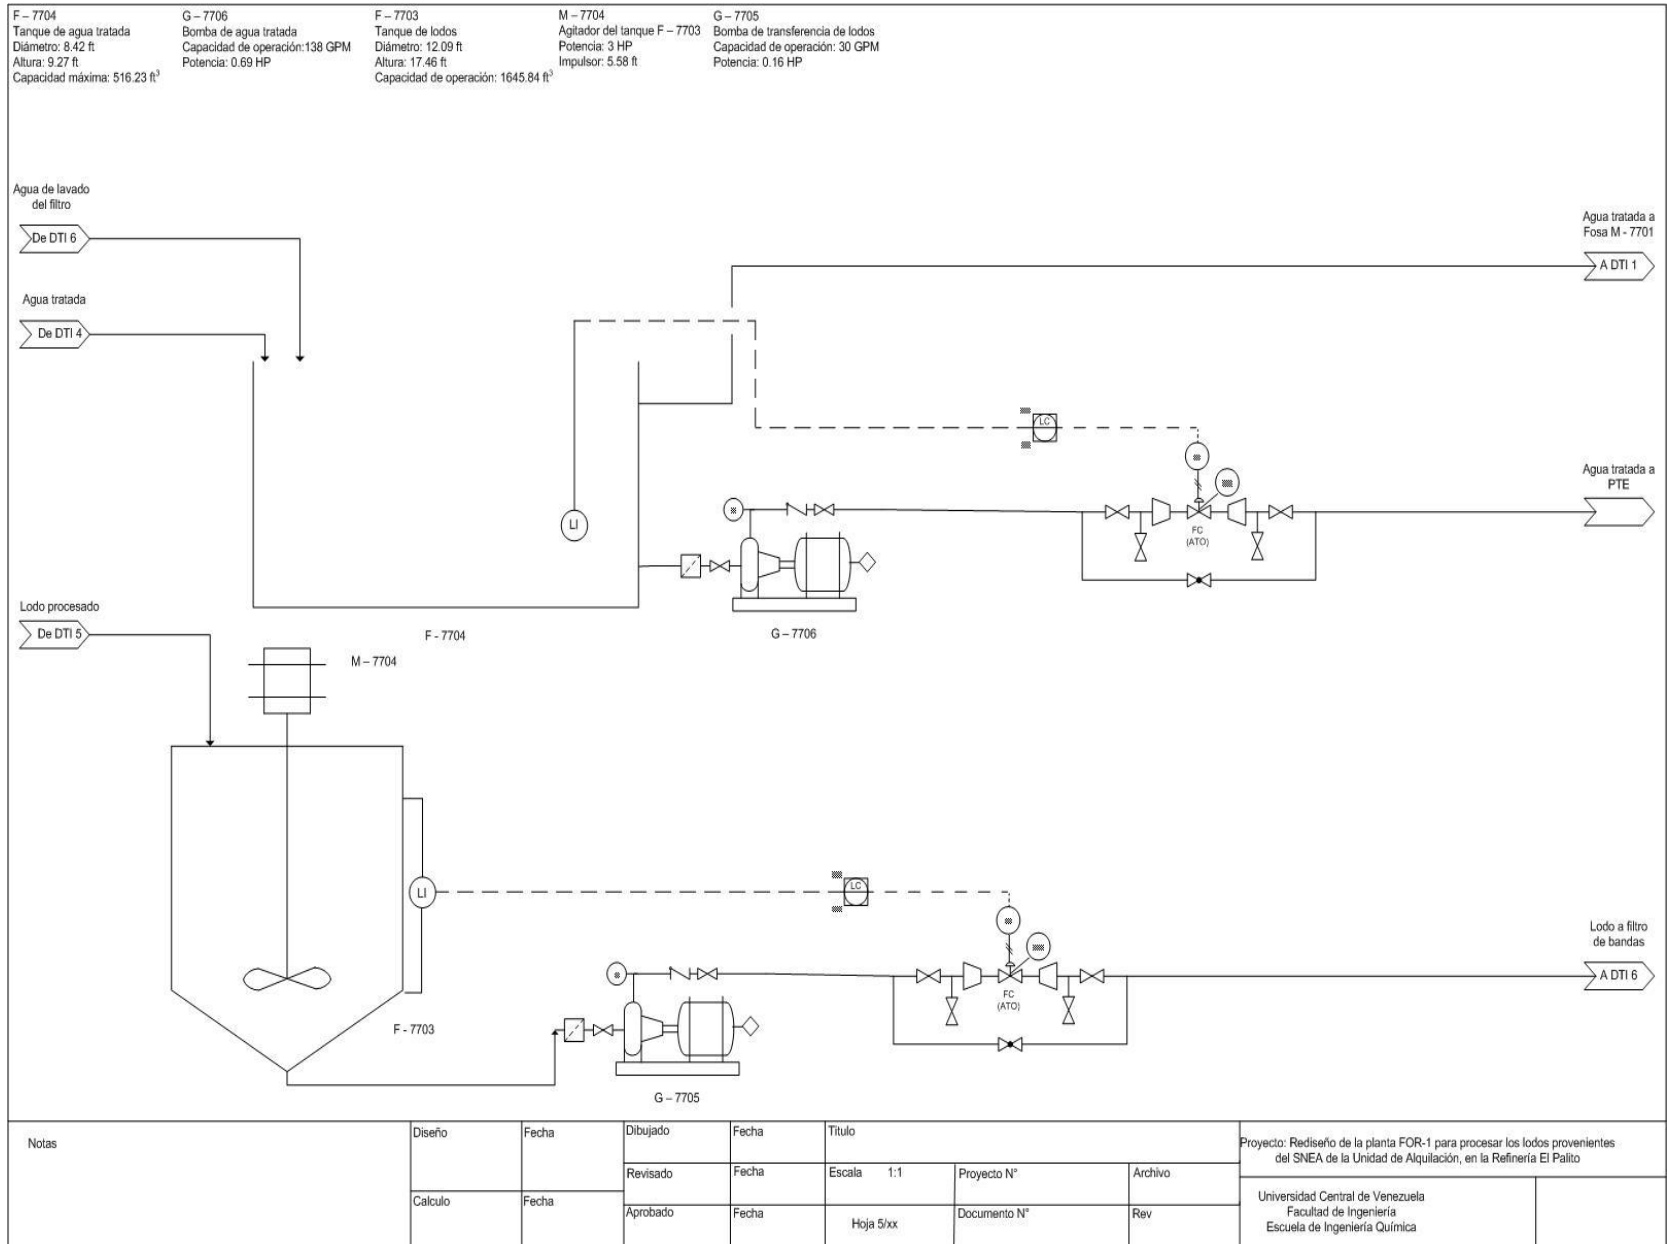 F – 7704
Tanque de agua tratada
Diámetro: 8.42 ft
Altura: 9.27 ft
Capacidad máxima: 516.23 ft³
G – 7706
Bomba de agua tratada
Capacidad de operación:138 GPM
Potencia: 0.69 HP
F – 7703
Tanque de lodos
Diámetro: 12.09 ft
Altura: 17.46 ft
Capacidad de operación: 1645.84 ft³
M – 7704
Agitador del tanque F – 7703
Potencia: 3 HP
Impulsor: 5.58 ft
G – 7705
Bomba de transferencia de lodos
Capacidad de operación: 30 GPM
Potencia: 0.16 HP
Agua de lavado
del filtro
De DTI 6
Agua tratada a
Fosa M - 7701
A DTI 1
Agua tratada
De DTI 4
LC
Agua tratada a
PTE
LI
FC
(ATO)
Lodo procesado
De DTI 5
F - 7704
G – 7706
M – 7704
LI
LC
Lodo a filtro
de bandas
A DTI 6
FC
(ATO)
F - 7703
G – 7705
Notas
Diseño
Fecha
Calculo
Fecha
Dibujado
Fecha
Revisado
Fecha
Aprobado
Fecha
Titulo
Escala 1:1
Proyecto N°
Archivo
Hoja 5/xx
Documento N°
Rev
Proyecto: Rediseño de la planta FOR-1 para procesar los lodos provenientes
del SNEA de la Unidad de Alquilación, en la Refinería El Palito
Universidad Central de Venezuela
Facultad de Ingeniería
Escuela de Ingeniería Química